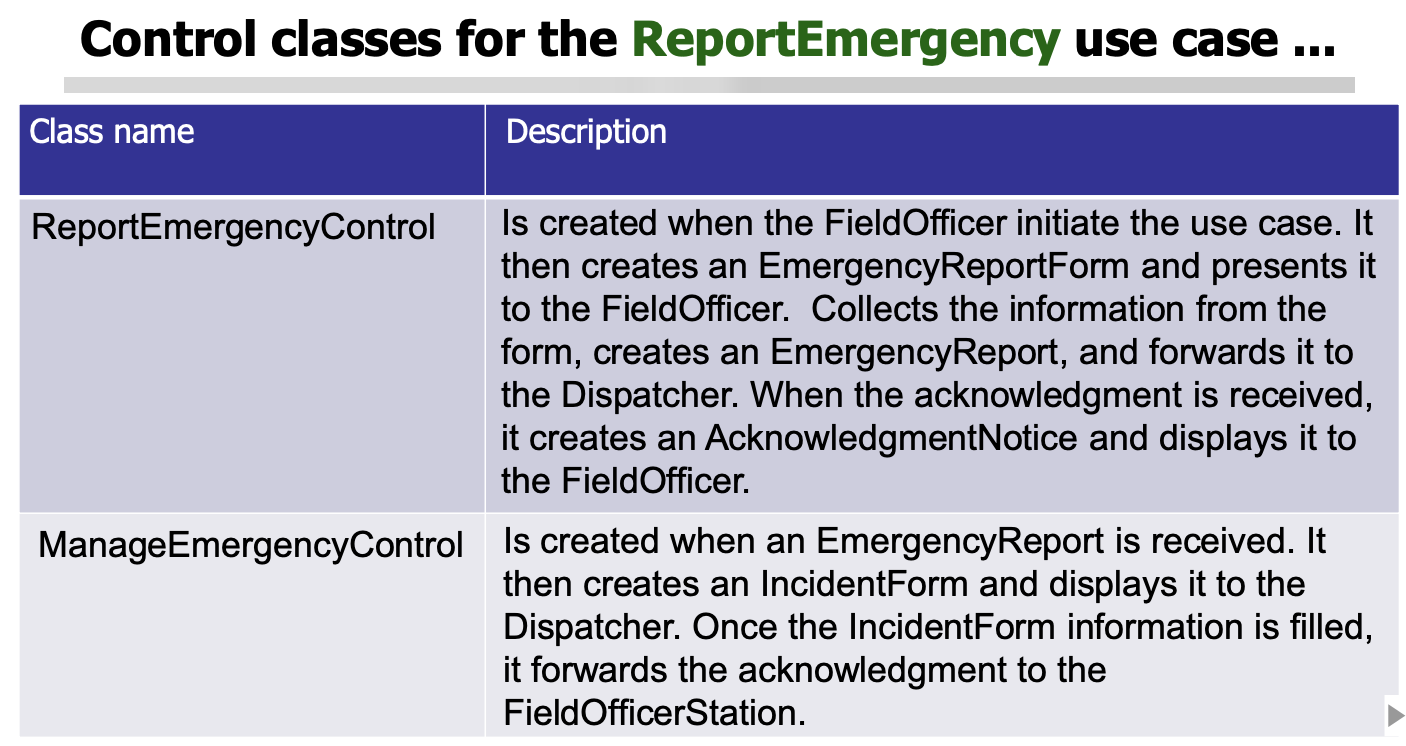 Control classes for the ReportEmergency use case ...
Class name
Description
ReportEmergencyControl
Is created when the FieldOfficer initiate the use case. It
then creates an EmergencyReportForm and presents it
to the FieldOfficer.  Collects the information from the
form, creates an EmergencyReport, and forwards it to
the Dispatcher. When the acknowledgment is received,
it creates an AcknowledgmentNotice and displays it to
the FieldOfficer.
ManageEmergencyControl
Is created when an EmergencyReport is received. It
then creates an IncidentForm and displays it to the
Dispatcher. Once the IncidentForm information is filled,
it forwards the acknowledgment to the
FieldOfficerStation.